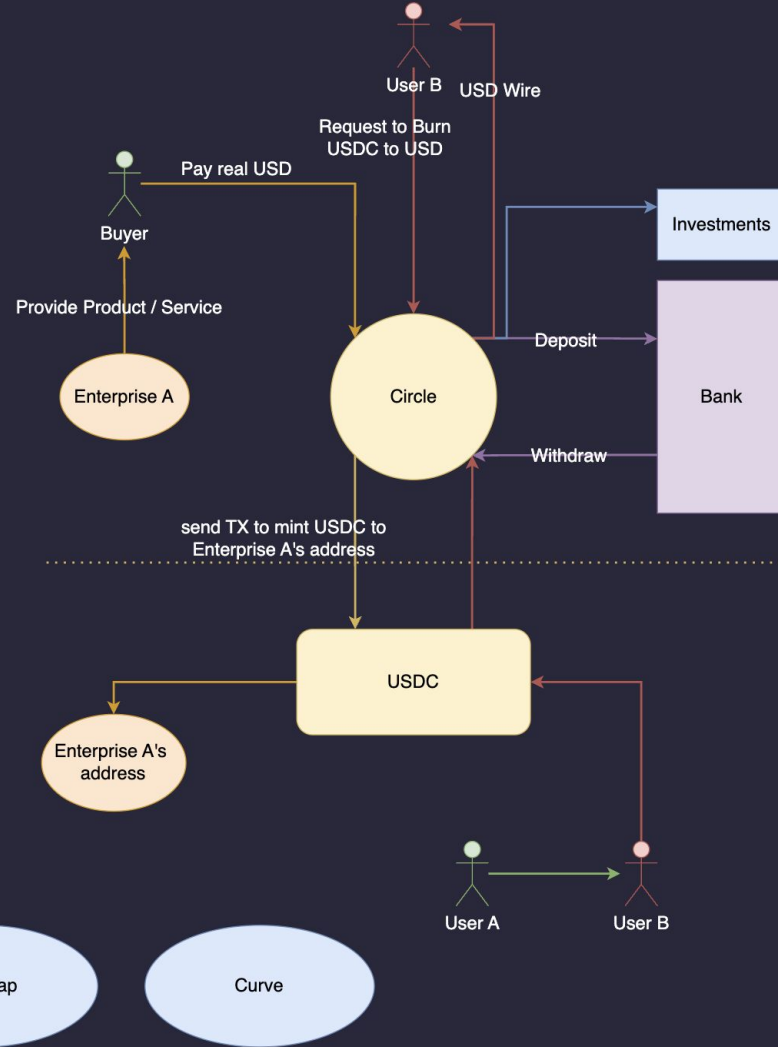 User B
USD Wire
Request to Burn
USDC to USD
Pay real USD
Buyer
Investments
Provide Product / Service
Deposit
Enterprise A
Circle
Bank
Withdraw
send TX to mint USDC to
Enterprise A's address
USDC
Enterprise A's
address
User A
User B
ap
Curve